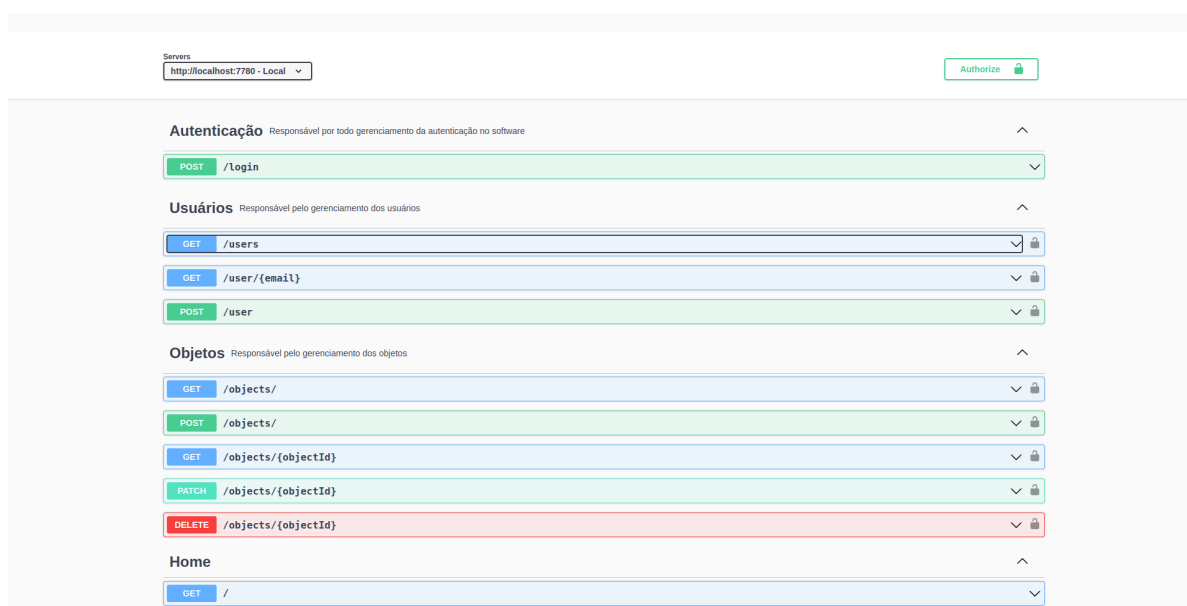 Servers
http://localhost:7780 - Local
Authorize
Autenticação Responsável por todo gerenciamento da autenticação no software
POST /login
Usuários Responsável pelo gerenciamento dos usuários
GET /users
GET /user/{email}
POST /user
Objetos Responsável pelo gerenciamento dos objetos
GET /objects/
POST /objects/
GET /objects/{objectId}
PATCH /objects/{objectId}
DELETE /objects/{objectId}
Home
GET /